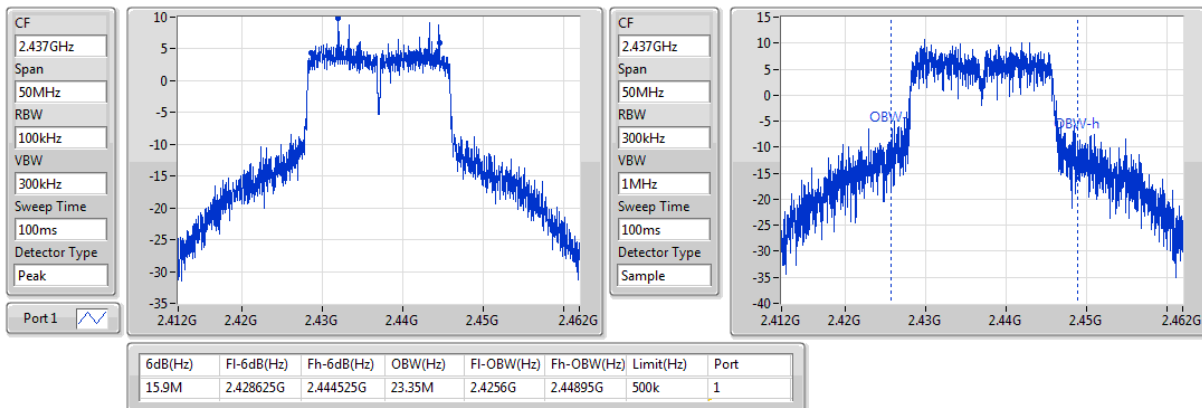 CF
2.437GHz
Span
50MHz
RBW
100kHz
VBW
300kHz
Sweep Time
100ms
Detector Type
Peak
Port 1
10
5
0
-5
-10
-15
-20
-25
-30
-35
2.412G 2.42G 2.43G 2.44G 2.45G 2.462G
CF
2.437GHz
Span
50MHz
RBW
300kHz
VBW
1MHz
Sweep Time
100ms
Detector Type
Sample
15
10
5
0
-5
-10
-15
-20
-25
-30
-35
-40
OBW-
OBW-h
2.412G 2.43G 2.44G 2.45G 2.462G
6dB(Hz) Fl-6dB(Hz) Fh-6dB(Hz) OBW(Hz) Fl-OBW(Hz) Fh-OBW(Hz) Limit(Hz) Port
15.9M 2.428625G 2.444525G 23.35M 2.4256G 2.44895G 500k 1